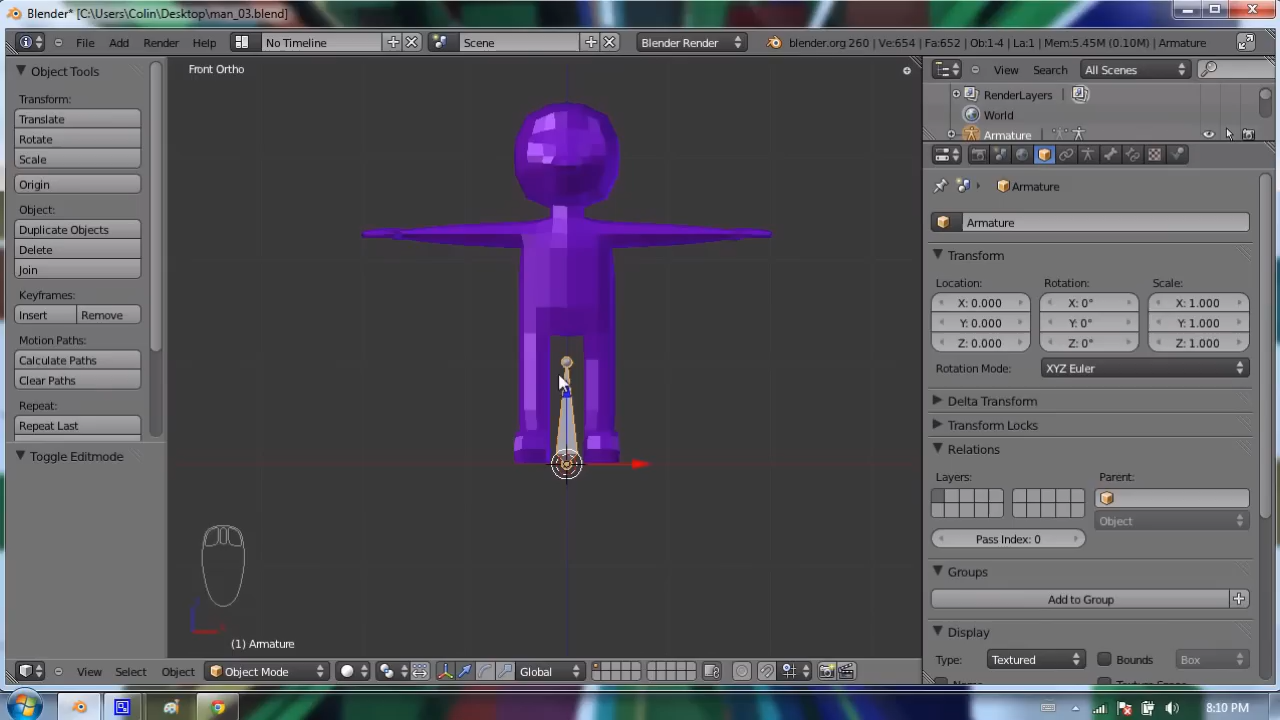 Blender* [C:\Users\Colin\Desktop\man_03.blend]
File Add Render Help No Timeline Scene Blender Render blender.org 260 | Ve:654 | Fa:652 | Ob:1-4 | La:1 | Mem:5.45M (0.10M) | Armature
Object Tools
Transform:
Translate
Rotate
Scale
Origin
Object:
Duplicate Objects
Delete
Join
Keyframes:
Insert Remove
Motion Paths:
Calculate Paths
Clear Paths
Repeat:
Repeat Last
Toggle Editmode
Front Ortho
(1) Armature
View Select Object Object Mode Global
View Search All Scenes
RenderLayers
World
Armature
Armature
Armature
Transform
Location: Rotation: Scale:
X: 0.000 X: 0° X: 1.000
Y: 0.000 Y: 0° Y: 1.000
Z: 0.000 Z: 0° Z: 1.000
Rotation Mode: XYZ Euler
Delta Transform
Transform Locks
Relations
Layers: Parent:
Object
Pass Index: 0
Groups
Add to Group
Display
Type: Textured Bounds Box
8:10 PM